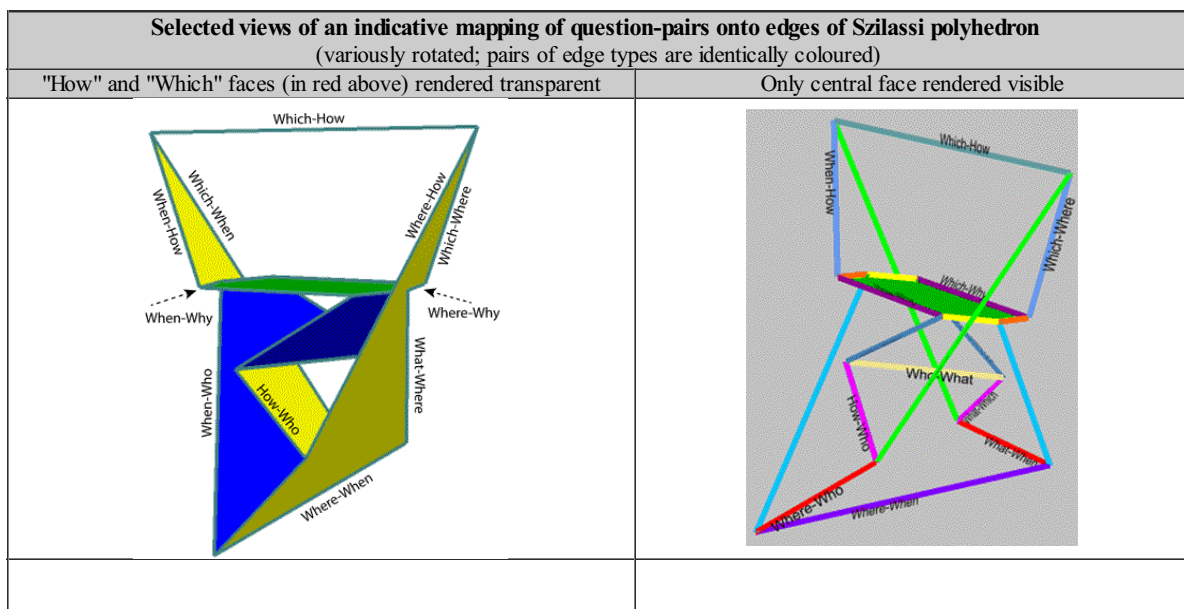 Selected views of an indicative mapping of question-pairs onto edges of Szilassi polyhedron
(variously rotated; pairs of edge types are identically coloured)
"How" and "Which" faces (in red above) rendered transparent
Only central face rendered visible
Which-How
Which-When
When-How
Where-How
Which-Where
When-Why
Where-Why
When-Who
How-Who
What-Where
Where-When
Which-How
When-How
Which-Where
Which-Why
Who-What
How-Who
What-Which
What-When
Where-Who
Where-When